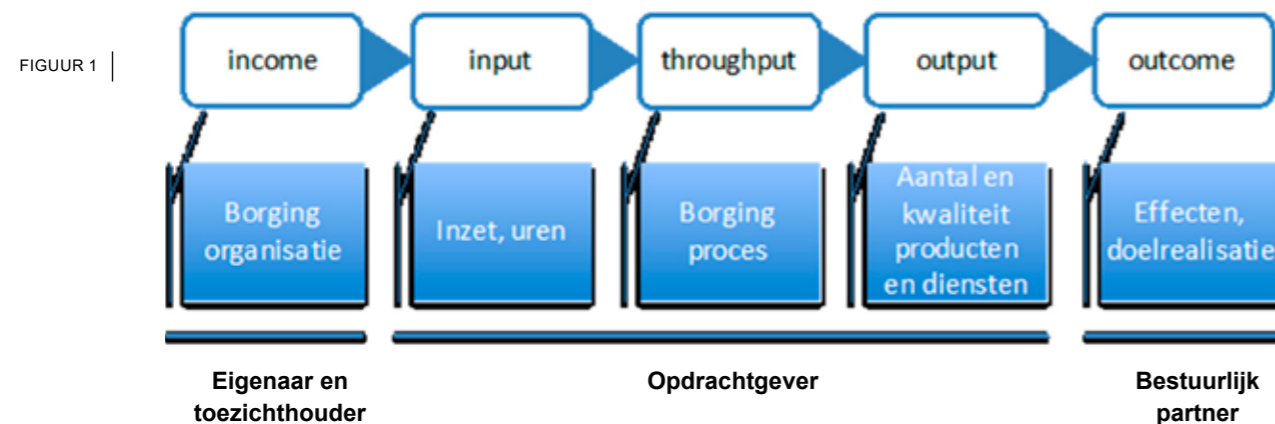 FIGUUR 1
income
input
throughput
output
outcome
Borging
organisatie
Inzet, uren
Borging
proces
Aantal en
kwaliteit
producten
en diensten
Effecten,
doelrealisatie
Eigenaar en
toezichthouder
Opdrachtgever
Bestuurlijk
partner